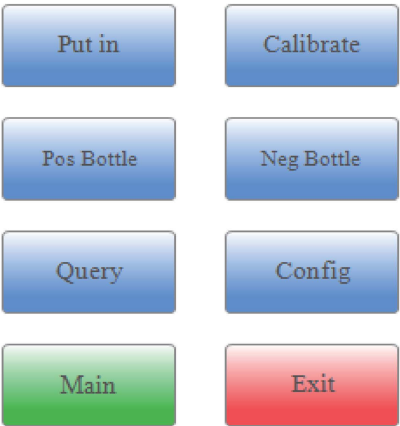 Put in
Calibrate
Pos Bottle
Neg Bottle
Query
Config
Main
Exit